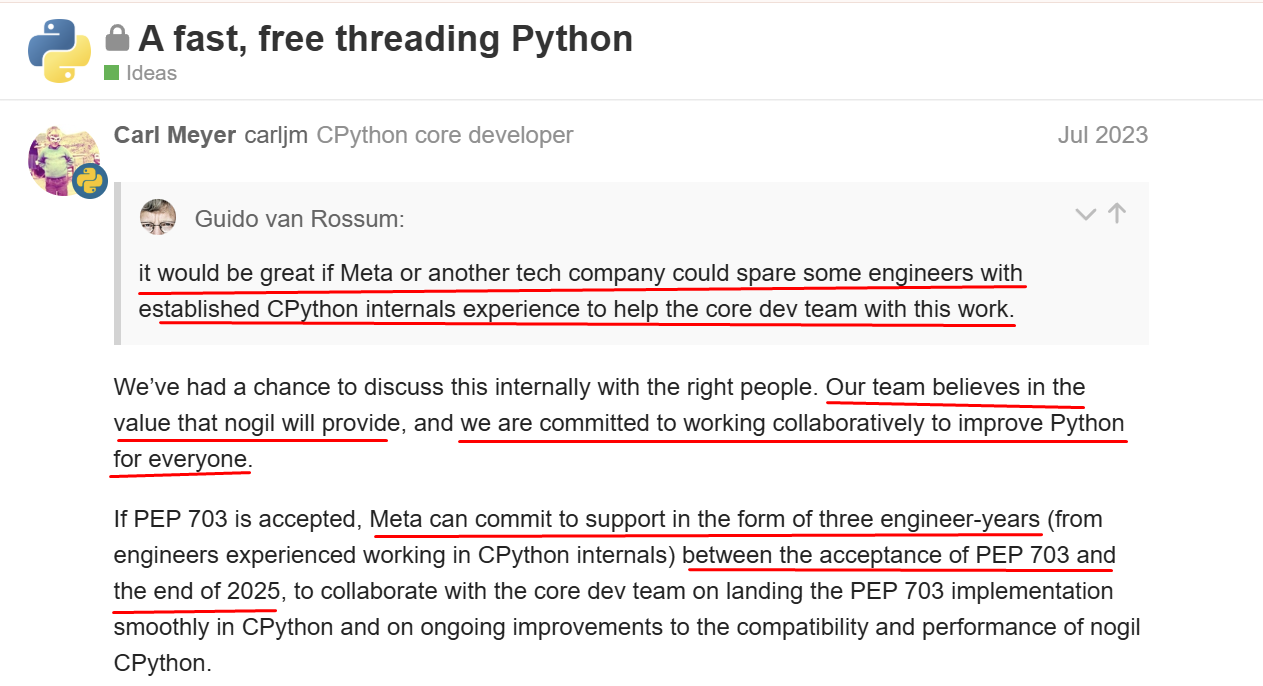 A fast, free threading Python
Ideas
Carl Meyer carljm CPython core developer Jul 2023
Guido van Rossum:
it would be great if Meta or another tech company could spare some engineers with
established CPython internals experience to help the core dev team with this work.
We’ve had a chance to discuss this internally with the right people. Our team believes in the
value that nogil will provide, and we are committed to working collaboratively to improve Python
for everyone.
If PEP 703 is accepted, Meta can commit to support in the form of three engineer-years (from
engineers experienced working in CPython internals) between the acceptance of PEP 703 and
the end of 2025, to collaborate with the core dev team on landing the PEP 703 implementation
smoothly in CPython and on ongoing improvements to the compatibility and performance of nogil
CPython.